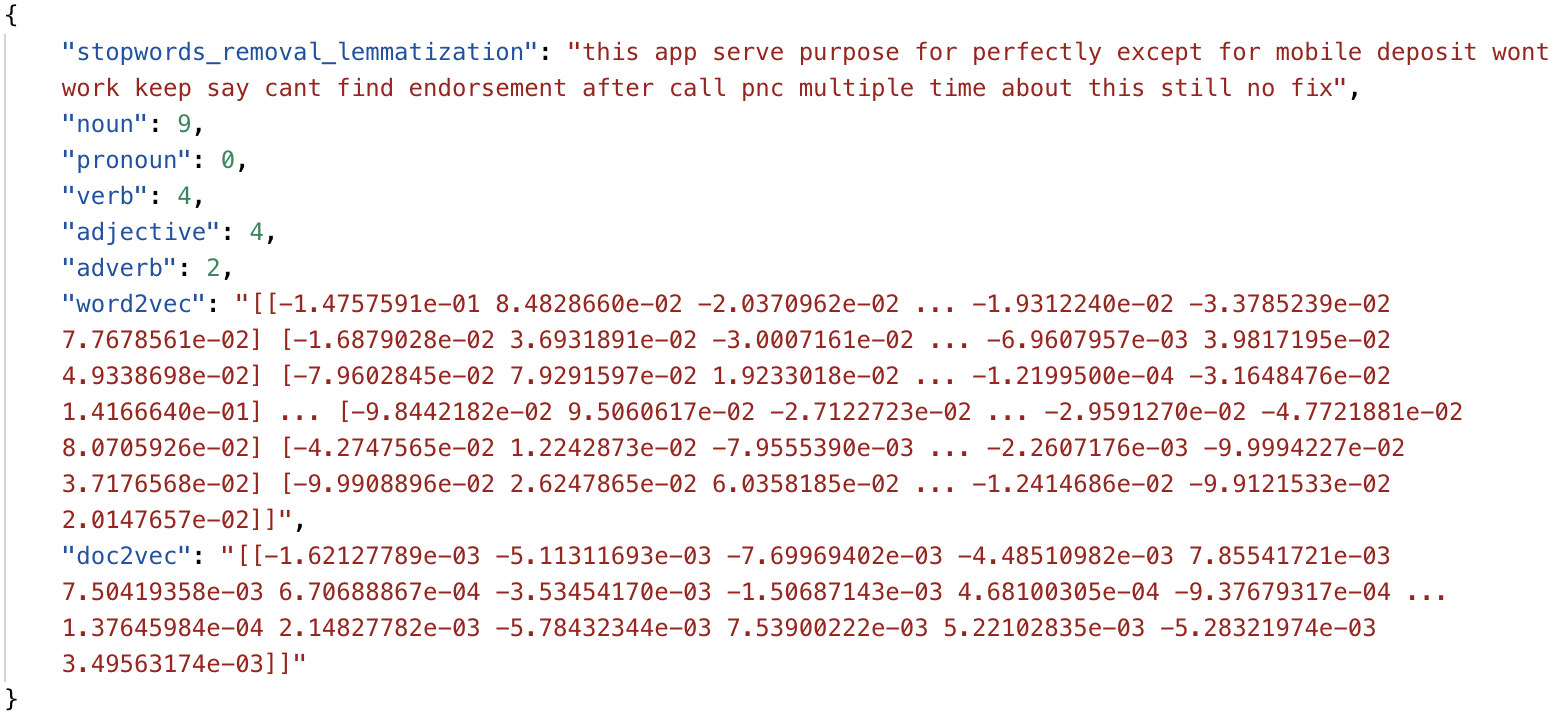 {
"stopwords_removal_lemmatization": "this app serve purpose for perfectly except for mobile deposit wont
work keep say cant find endorsement after call pnc multiple time about this still no fix",
"noun": 9,
"pronoun": 0,
"verb": 4,
"adjective": 4,
"adverb": 2,
"word2vec": "[[-1.4757591e-01 8.4828660e-02 -2.0370962e-02 ... -1.9312240e-02 -3.3785239e-02
7.7678561e-02] [-1.6879028e-02 3.6931891e-02 -3.0007161e-02 ... -6.9607957e-03 3.9817195e-02
4.9338698e-02] [-7.9602845e-02 7.9291597e-02 1.9233018e-02 ... -1.2199500e-04 -3.1648476e-02
1.4166640e-01] ... [-9.8442182e-02 9.5060617e-02 -2.7122723e-02 ... -2.9591270e-02 -4.7721881e-02
8.0705926e-02] [-4.2747565e-02 1.2242873e-02 -7.9555390e-03 ... -2.2607176e-03 -9.9994227e-02
3.7176568e-02] [-9.9908896e-02 2.6247865e-02 6.0358185e-02 ... -1.2414686e-02 -9.9121533e-02
2.0147657e-02]]",
"doc2vec": "[[-1.62127789e-03 -5.11311693e-03 -7.69969402e-03 -4.48510982e-03 7.85541721e-03
7.50419358e-03 6.70688867e-04 -3.53454170e-03 -1.50687143e-03 4.68100305e-04 -9.37679317e-04 ...
1.37645984e-04 2.14827782e-03 -5.78432344e-03 7.53900222e-03 5.22102835e-03 -5.28321974e-03
3.49563174e-03]]"
}